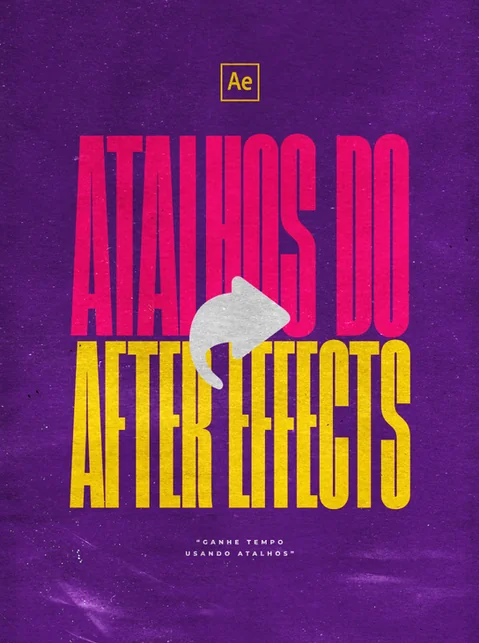 Ae
ATALHOS DO
AFTER EFFECTS
"GANHE TEMPO
USANDO ATALHOS"